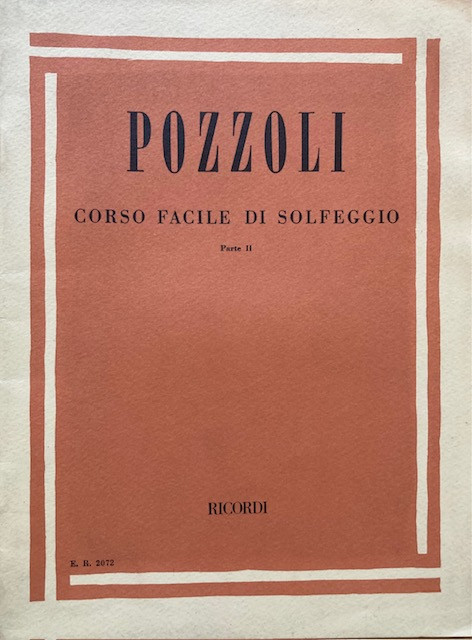 POZZOLI
CORSO FACILE DI SOLFEGGIO
Parte II
RICORDI
E. R. 2072